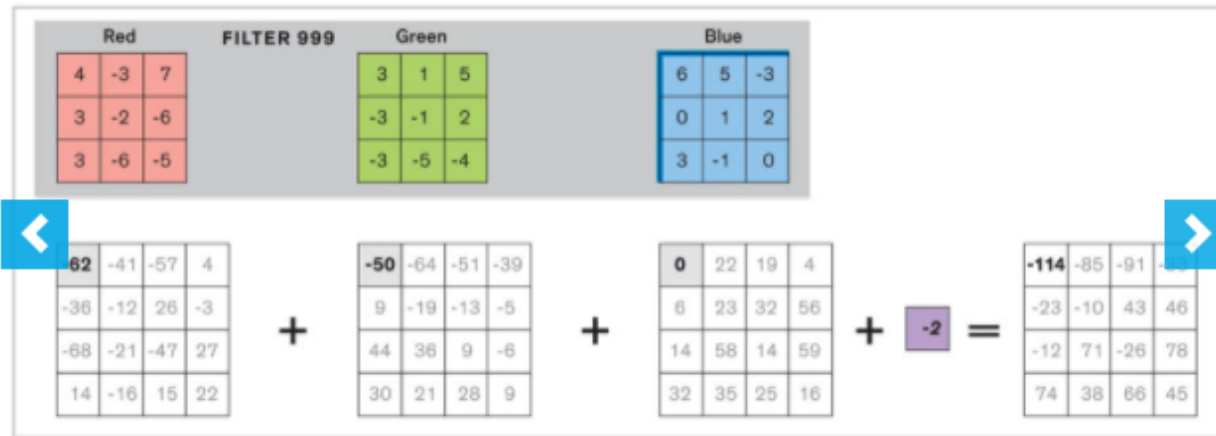 Red FILTER 999 Green Blue
4 -3 7 3 1 5 6 5 -3
3 -2 -6 -3 -1 2 0 1 2
3 -6 -5 -3 -5 -4 3 -1 0
-62 -41 -57 4 -50 -64 -51 -39 0 22 19 4 -114 -85 -91
-36 -12 26 -3 9 -19 -13 -5 6 23 32 56 -23 -10 43 46
+ + + -2 =
-68 -21 -47 27 44 36 9 -6 14 58 14 59 -12 71 -26 78
14 -16 15 22 30 21 28 9 32 35 25 16 74 38 66 45